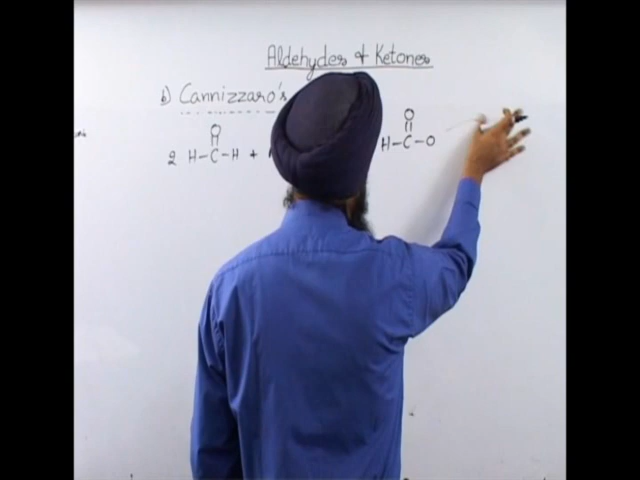 Aldehydes & Ketones
b) Cannizzaro's
O O
2 H-C-H + H-C-O